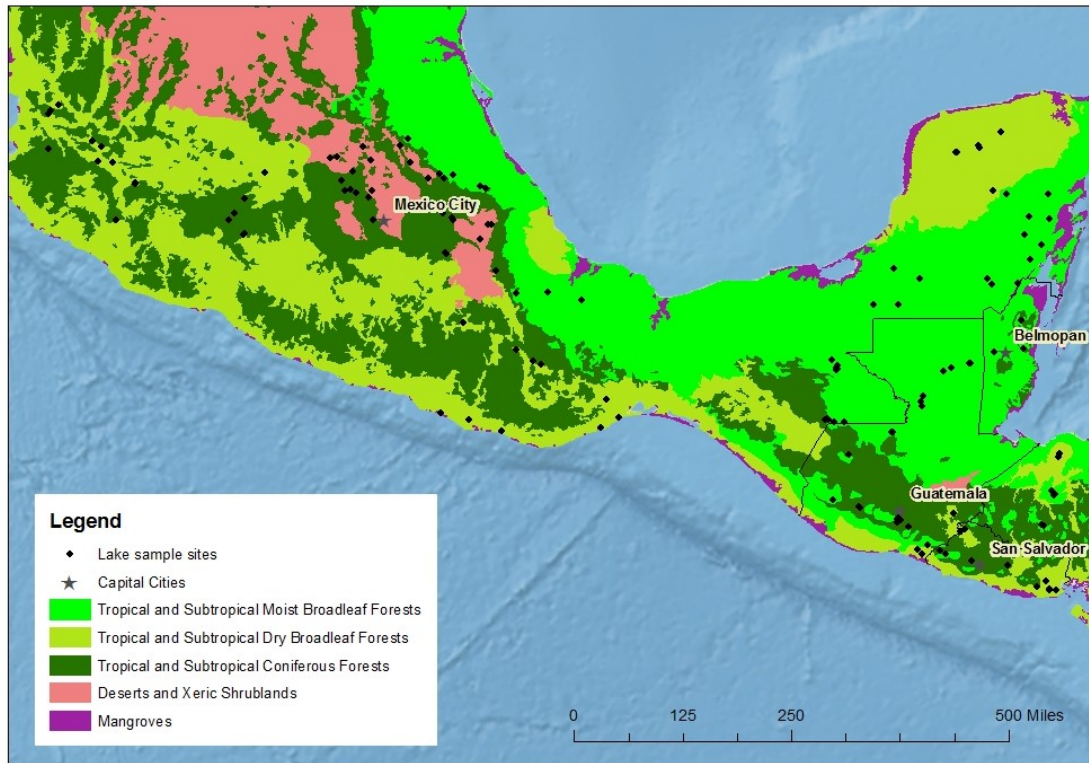 Mexico City
Belmopan
Guatemala
San-Salvador
Legend
Lake sample sites
Capital Cities
Tropical and Subtropical Moist Broadleaf Forests
Tropical and Subtropical Dry Broadleaf Forests
Tropical and Subtropical Coniferous Forests
Deserts and Xeric Shrublands
Mangroves
0 125 250 500 Miles